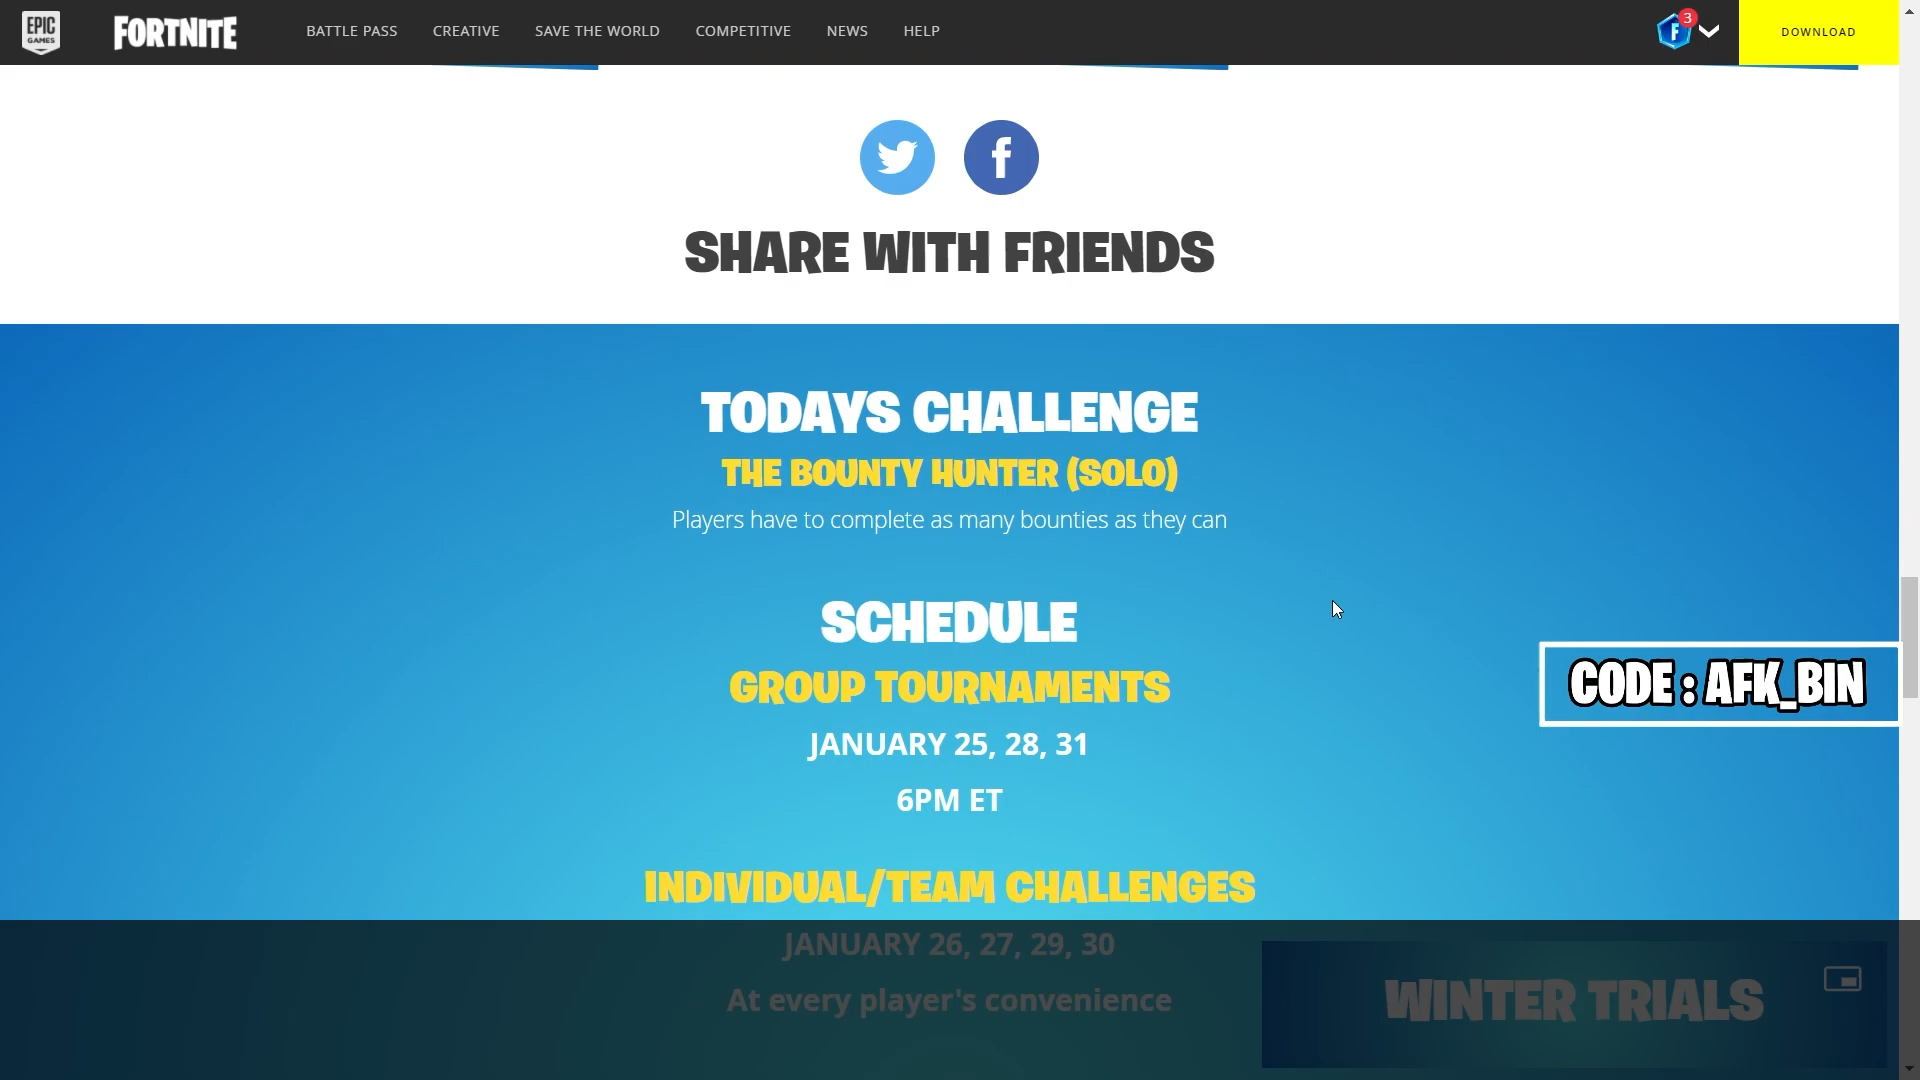 EPIC
GAMES
FORTNITE
BATTLE PASS
CREATIVE
SAVE THE WORLD
COMPETITIVE
NEWS
HELP
F
3
DOWNLOAD
SHARE WITH FRIENDS
TODAYS CHALLENGE
THE BOUNTY HUNTER (SOLO)
Players have to complete as many bounties as they can
SCHEDULE
GROUP TOURNAMENTS
JANUARY 25, 28, 31
6PM ET
CODE : AFK_BIN
INDIVIDUAL/TEAM CHALLENGES
JANUARY 26, 27, 29, 30
At every player's convenience
WINTER TRIALS